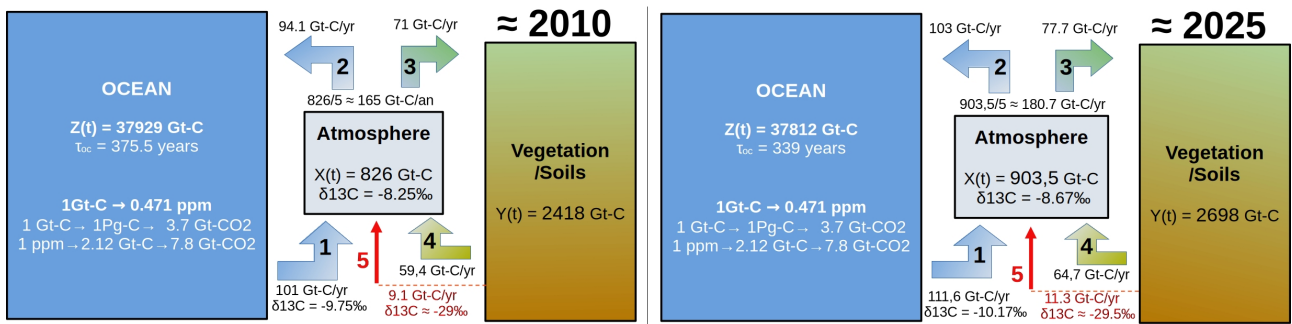 ≈ 2010
94.1 Gt-C/yr
71 Gt-C/yr
2
3
826/5 ≈ 165 Gt-C/an
OCEAN
Z(t) = 37929 Gt-C
τoc = 375.5 years
1Gt-C → 0.471 ppm
1 Gt-C→ 1Pg-C→ 3.7 Gt-CO2
1 ppm→2.12 Gt-C→7.8 Gt-CO2
Atmosphere
X(t) = 826 Gt-C
δ13C = -8.25‰
Vegetation
/Soils
Y(t) = 2418 Gt-C
1
5
4
59,4 Gt-C/yr
101 Gt-C/yr
δ13C = -9.75‰
9.1 Gt-C/yr
δ13C ≈ -29‰
≈ 2025
103 Gt-C/yr
77.7 Gt-C/yr
2
3
903,5/5 ≈ 180.7 Gt-C/yr
OCEAN
Z(t) = 37812 Gt-C
τoc = 339 years
1Gt-C → 0.471 ppm
1 Gt-C→ 1Pg-C→ 3.7 Gt-CO2
1 ppm→2.12 Gt-C→7.8 Gt-CO2
Atmosphere
X(t) = 903,5 Gt-C
δ13C = -8.67‰
Vegetation
/Soils
Y(t) = 2698 Gt-C
1
5
4
64,7 Gt-C/yr
111,6 Gt-C/yr
δ13C = -10.17‰
11.3 Gt-C/yr
δ13C ≈ -29.5‰